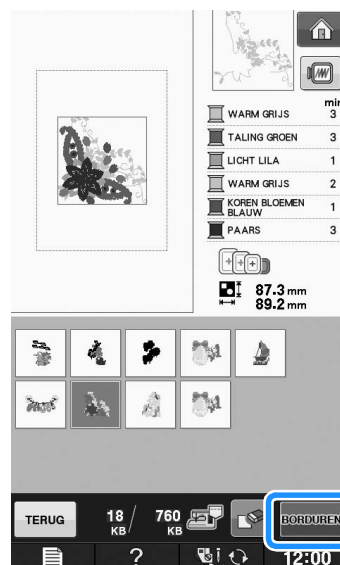 min
WARM GRIJS 3
TALING GROEN 3
LICHT LILA 1
WARM GRIJS 2
KOREN BLOEMEN
BLAUW 1
PAARS 3
87.3 mm
89.2 mm
TERUG
18 / 760
KB KB
BORDUREN
?
12:00